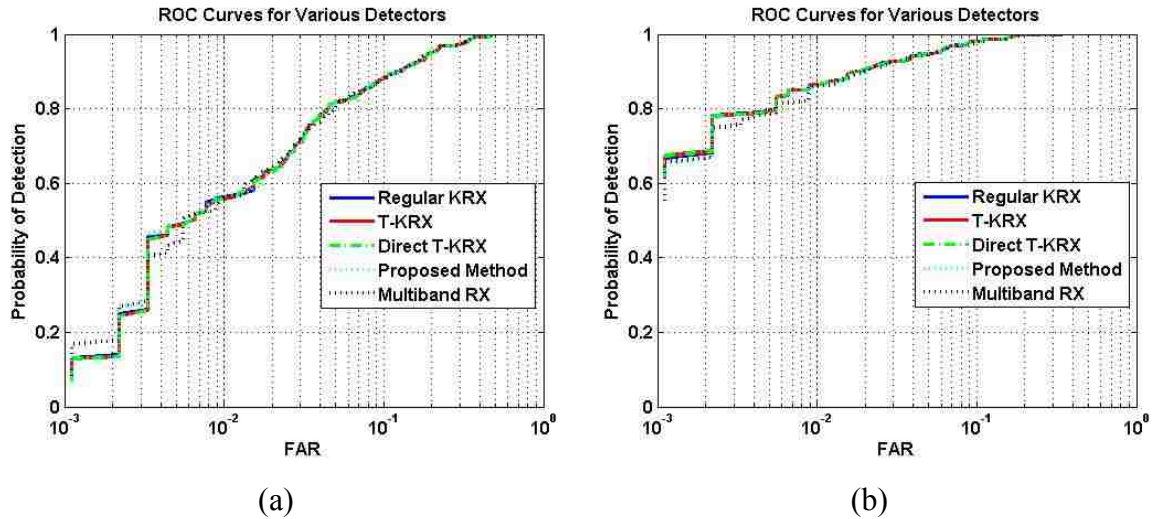 ROC Curves for Various Detectors
1
0.8
0.6
0.4
0.2
0
Probability of Detection
Regular KRX
T-KRX
Direct T-KRX
Proposed Method
Multiband RX
10^-3
10^-2
10^-1
10^0
FAR
(a)
ROC Curves for Various Detectors
1
0.8
0.6
0.4
0.2
0
Probability of Detection
Regular KRX
T-KRX
Direct T-KRX
Proposed Method
Multiband RX
10^-3
10^-2
10^-1
10^0
FAR
(b)